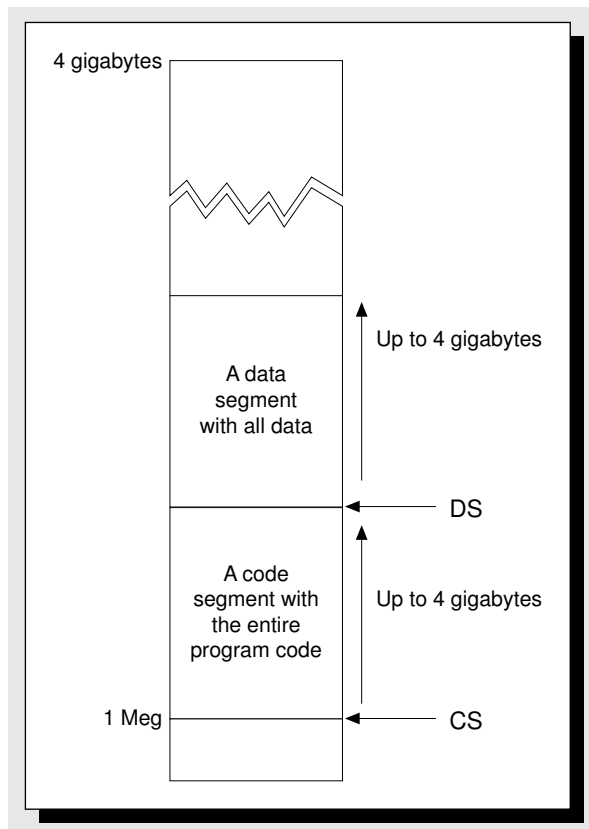 4 gigabytes
Up to 4 gigabytes
A data
segment
with all data
DS
A code
segment with
the entire
program code
Up to 4 gigabytes
1 Meg
CS